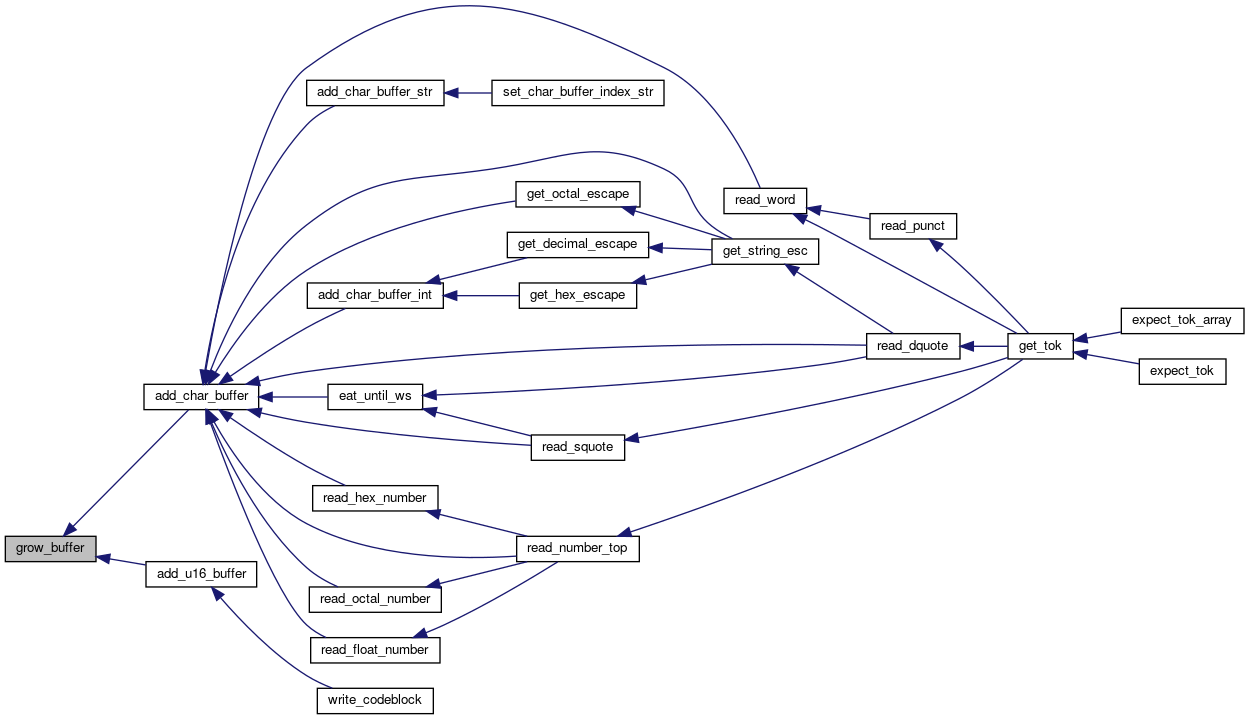 add_char_buffer_str
set_char_buffer_index_str
get_octal_escape
read_word
read_punct
get_decimal_escape
get_string_esc
add_char_buffer_int
get_hex_escape
expect_tok_array
read_dquote
get_tok
expect_tok
add_char_buffer
eat_until_ws
read_squote
read_hex_number
grow_buffer
read_number_top
add_u16_buffer
read_octal_number
read_float_number
write_codeblock